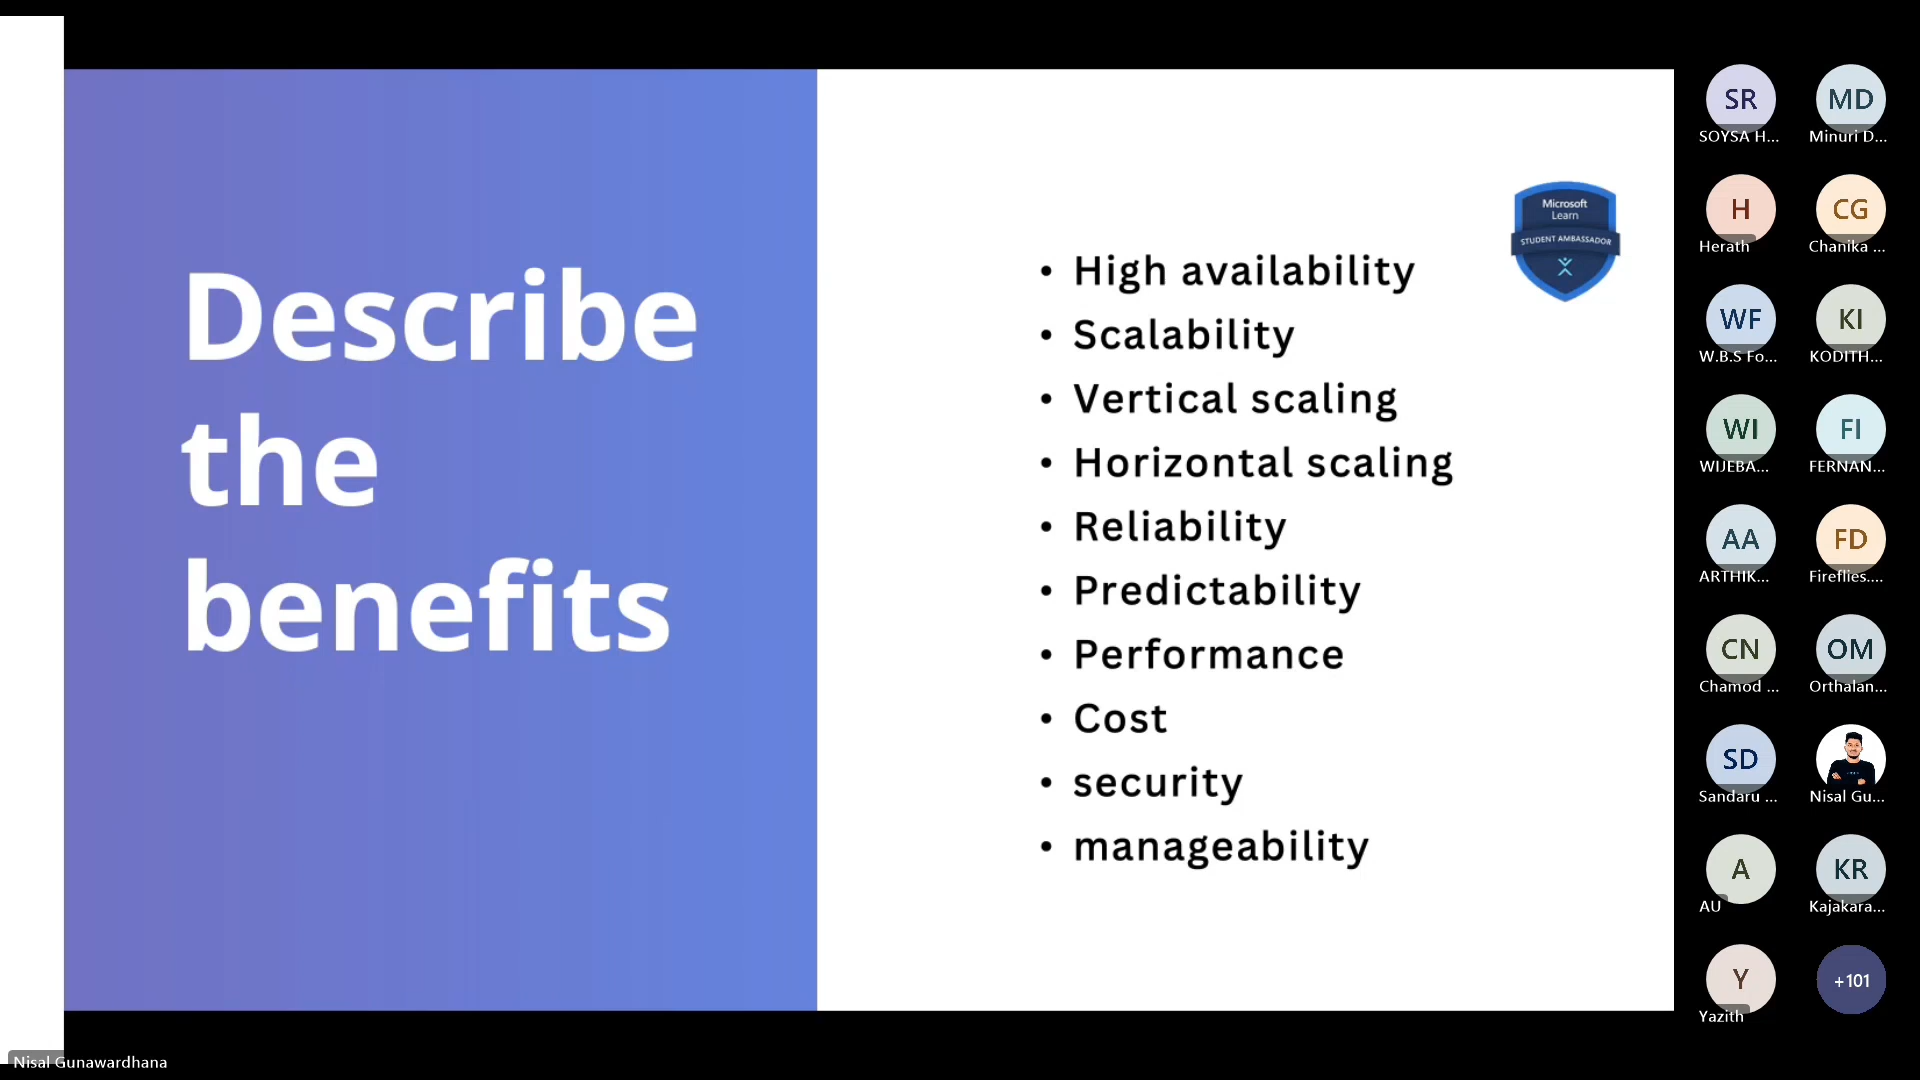 Describe
the
benefits
• High availability
• Scalability
• Vertical scaling
• Horizontal scaling
• Reliability
• Predictability
• Performance
• Cost
• security
• manageability
Microsoft
Learn
STUDENT AMBASSADOR
SR
SOYSA H...
MD
Minuri D...
H
Herath
CG
Chanika ...
WF
W.B.S Fo...
KI
KODITH...
WI
WIJEBA...
FI
FERNAN...
AA
ARTHIK...
FD
Fireflies....
CN
Chamod ...
OM
Orthalan...
SD
Sandaru ...
Nisal Gu...
A
AU
KR
Kajakara...
Y
Yazith
+101
Nisal Gunawardhana